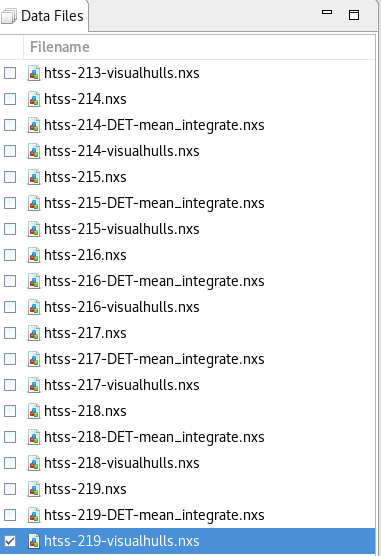 Data Files
Filename
htss-213-visualhulls.nxs
htss-214.nxs
htss-214-DET-mean_integrate.nxs
htss-214-visualhulls.nxs
htss-215.nxs
htss-215-DET-mean_integrate.nxs
htss-215-visualhulls.nxs
htss-216.nxs
htss-216-DET-mean_integrate.nxs
htss-216-visualhulls.nxs
htss-217.nxs
htss-217-DET-mean_integrate.nxs
htss-217-visualhulls.nxs
htss-218.nxs
htss-218-DET-mean_integrate.nxs
htss-218-visualhulls.nxs
htss-219.nxs
htss-219-DET-mean_integrate.nxs
htss-219-visualhulls.nxs